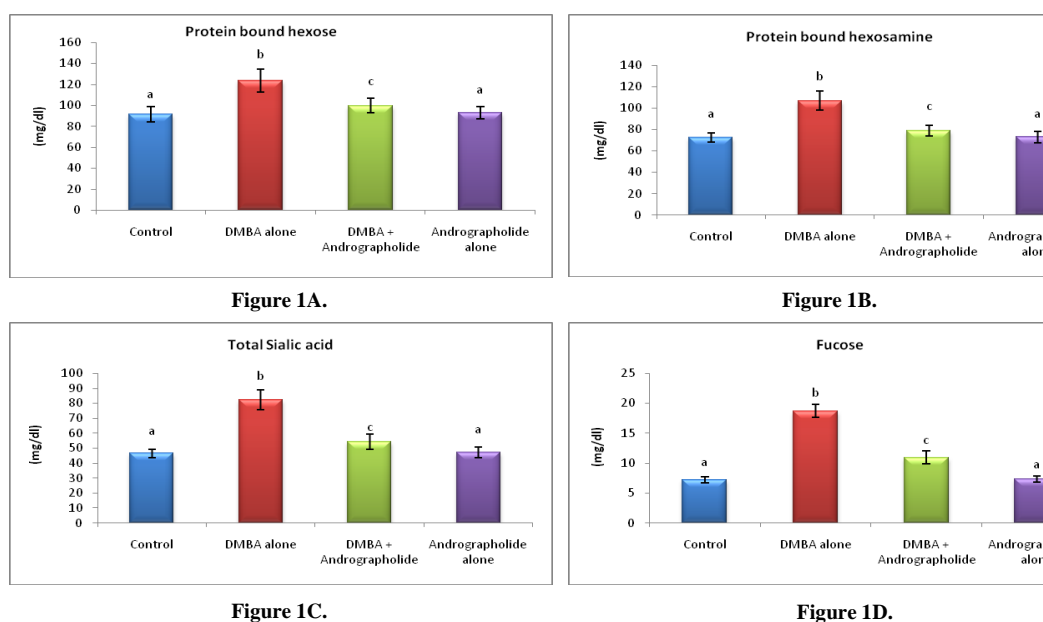 Protein bound hexose
(mg/dl)
160
140
120
100
80
60
40
20
0
a
b
c
a
Control
DMBA alone
DMBA +
Andrographolide
Andrographolide
alone
Figure 1A.
Protein bound hexosamine
(mg/dl)
140
120
100
80
60
40
20
0
a
b
c
a
Control
DMBA alone
DMBA +
Andrographolide
Figure 1B.
Total Sialic acid
(mg/dl)
100
90
80
70
60
50
40
30
20
10
0
a
b
c
a
Control
DMBA alone
DMBA +
Andrographolide
Andrographolide
alone
Figure 1C.
Fucose
(mg/dl)
25
20
15
10
5
0
a
b
c
a
Control
DMBA alone
DMBA +
Andrographolide
Figure 1D.